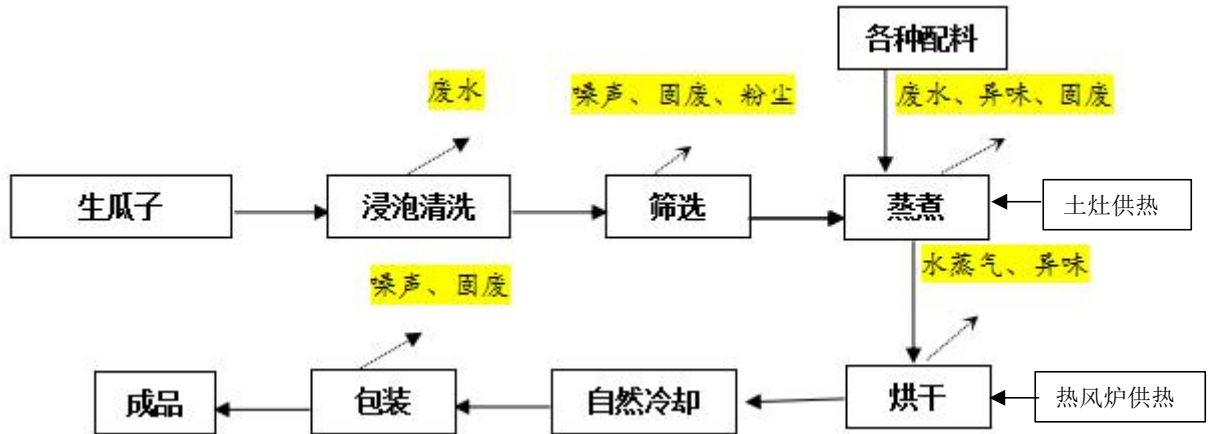 各种配料
废水
噪声、固废、粉尘
废水、异味、固废
生瓜子
浸泡清洗
筛选
蒸煮
土灶供热
噪声、固废
水蒸气、异味
成品
包装
自然冷却
烘干
热风炉供热